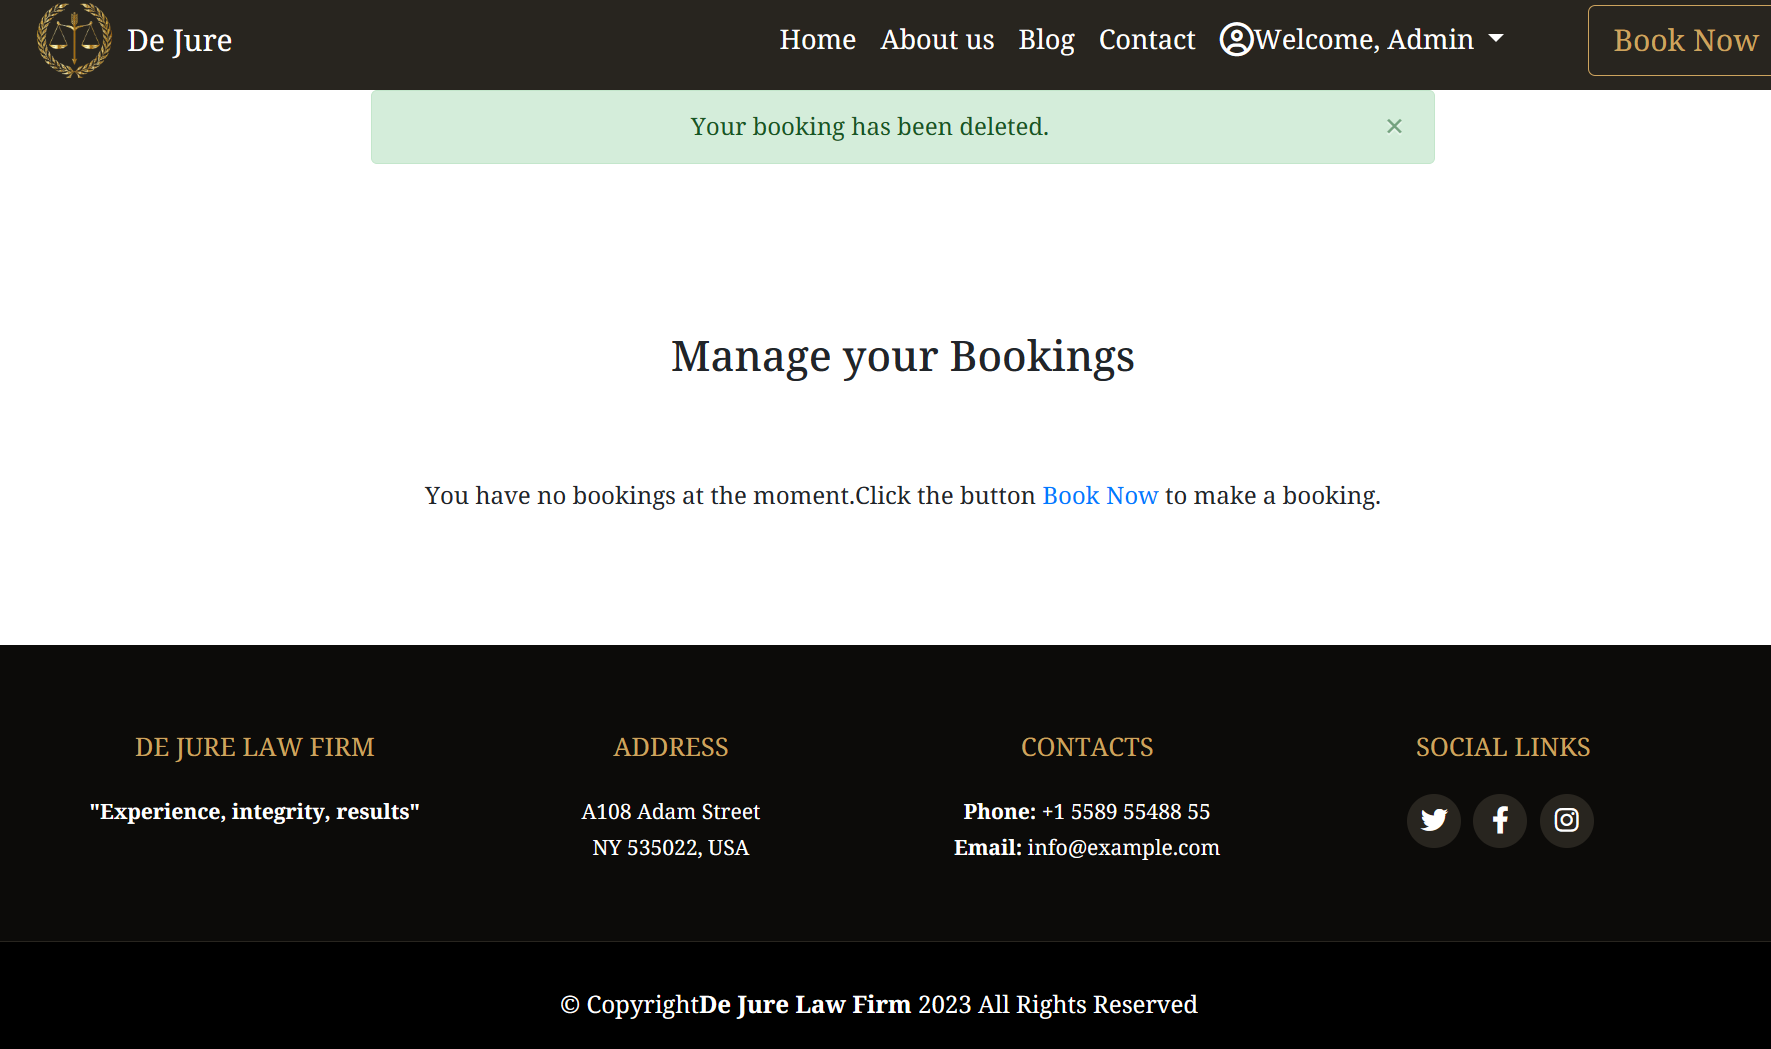 De Jure
Home About us Blog Contact Welcome, Admin
Book Now
Your booking has been deleted. ×
Manage your Bookings
You have no bookings at the moment.Click the button Book Now to make a booking.
DE JURE LAW FIRM
"Experience, integrity, results"
ADDRESS
A108 Adam Street
NY 535022, USA
CONTACTS
Phone: +1 5589 55488 55
Email: info@example.com
SOCIAL LINKS
© CopyrightDe Jure Law Firm 2023 All Rights Reserved